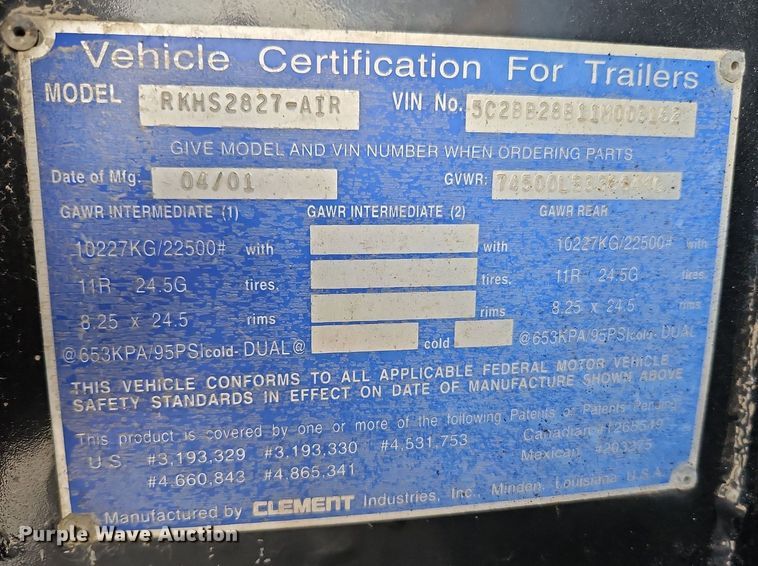 Vehicle Certification For Trailers
MODEL RKHS2827-AIR VIN No.
GIVE MODEL AND VIN NUMBER WHEN ORDERING PARTS
Date of Mfg: 04/01 GVWR:
GAWR INTERMEDIATE (1) GAWR INTERMEDIATE (2) GAWR REAR
10227KG/22500# with with 10227KG/22500#
11R 24.5G tires. tires. 11R 24.5G
8.25 x 24.5 rims rims 8.25 x 24.5
@653KPA/95PSI cold- DUAL@ cold @653KPA/95PSI cold- DUAL
THIS VEHICLE CONFORMS TO ALL APPLICABLE FEDERAL MOTOR VEHICLE
SAFETY STANDARDS IN EFFECT ON DATE OF MANUFACTURE SHOWN ABOVE
This product is covered by one or more of the following Patents or Patents Pending
U.S. #3,193,329 #3,193,330 #4,531,753 Canadian
#4,660,843 #4,865,341 Mexican
Manufactured by CLEMENT Industries, Inc., Minden, Louisiana U.S.A.
Purple Wave Auction